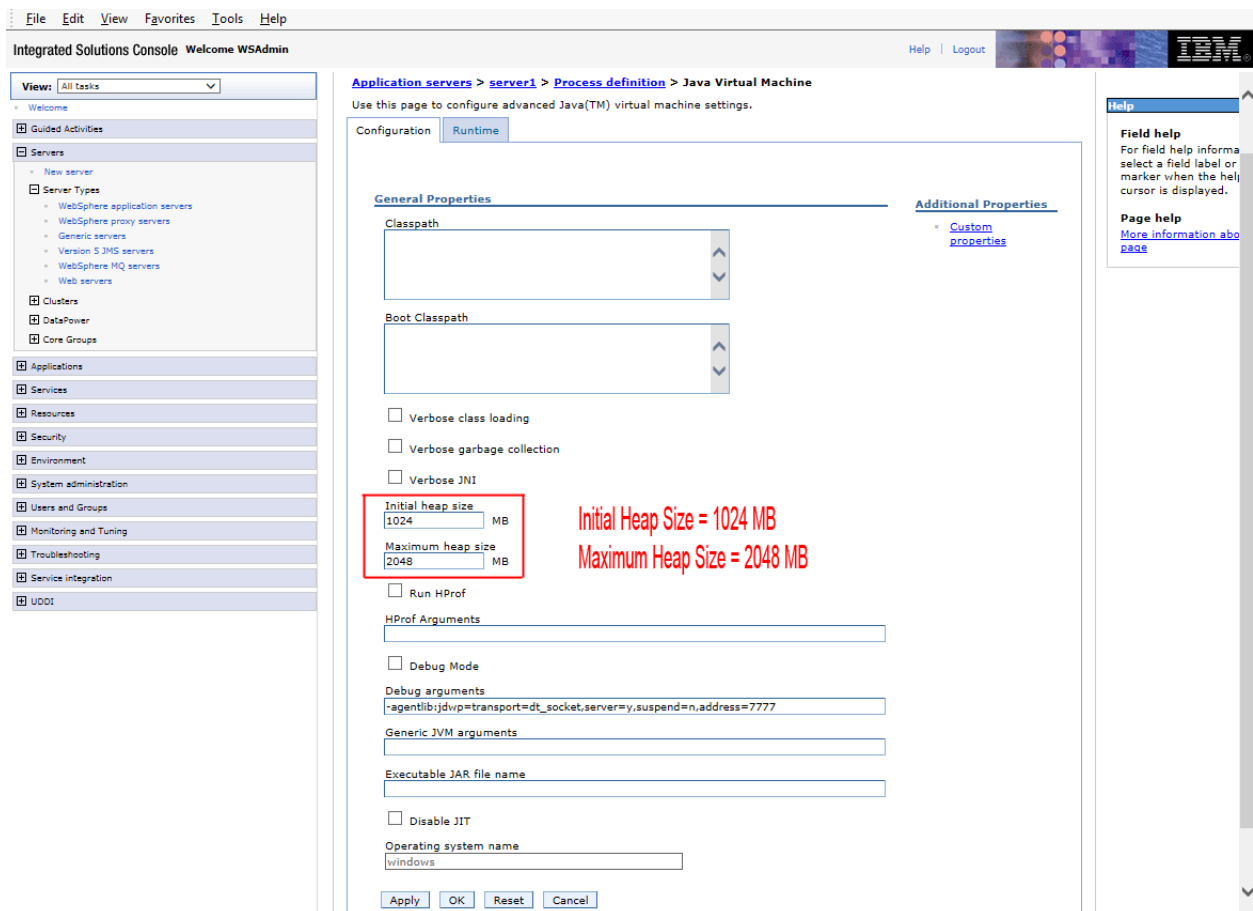 File Edit View Favorites Tools Help
Integrated Solutions Console Welcome WSAdmin
Help | Logout
IBM
View: All tasks
Welcome
Guided Activities
Servers
New server
Server Types
WebSphere application servers
WebSphere proxy servers
Generic servers
Version 5 JMS servers
WebSphere MQ servers
Web servers
Clusters
DataPower
Core Groups
Applications
Services
Resources
Security
Environment
System administration
Users and Groups
Monitoring and Tuning
Troubleshooting
Service integration
UDDI
Application servers > server1 > Process definition > Java Virtual Machine
Use this page to configure advanced Java(TM) virtual machine settings.
Configuration Runtime
General Properties
Classpath
Boot Classpath
Verbose class loading
Verbose garbage collection
Verbose JNI
Initial heap size
1024 MB
Maximum heap size
2048 MB
Initial Heap Size = 1024 MB
Maximum Heap Size = 2048 MB
Run HProf
HProf Arguments
Debug Mode
Debug arguments
-agentlib:jdwp=transport=dt_socket,server=y,suspend=n,address=7777
Generic JVM arguments
Executable JAR file name
Disable JIT
Operating system name
windows
Apply OK Reset Cancel
Additional Properties
Custom
properties
Help
Field help
For field help informa
select a field label or
marker when the help
cursor is displayed.
Page help
More information abo
page